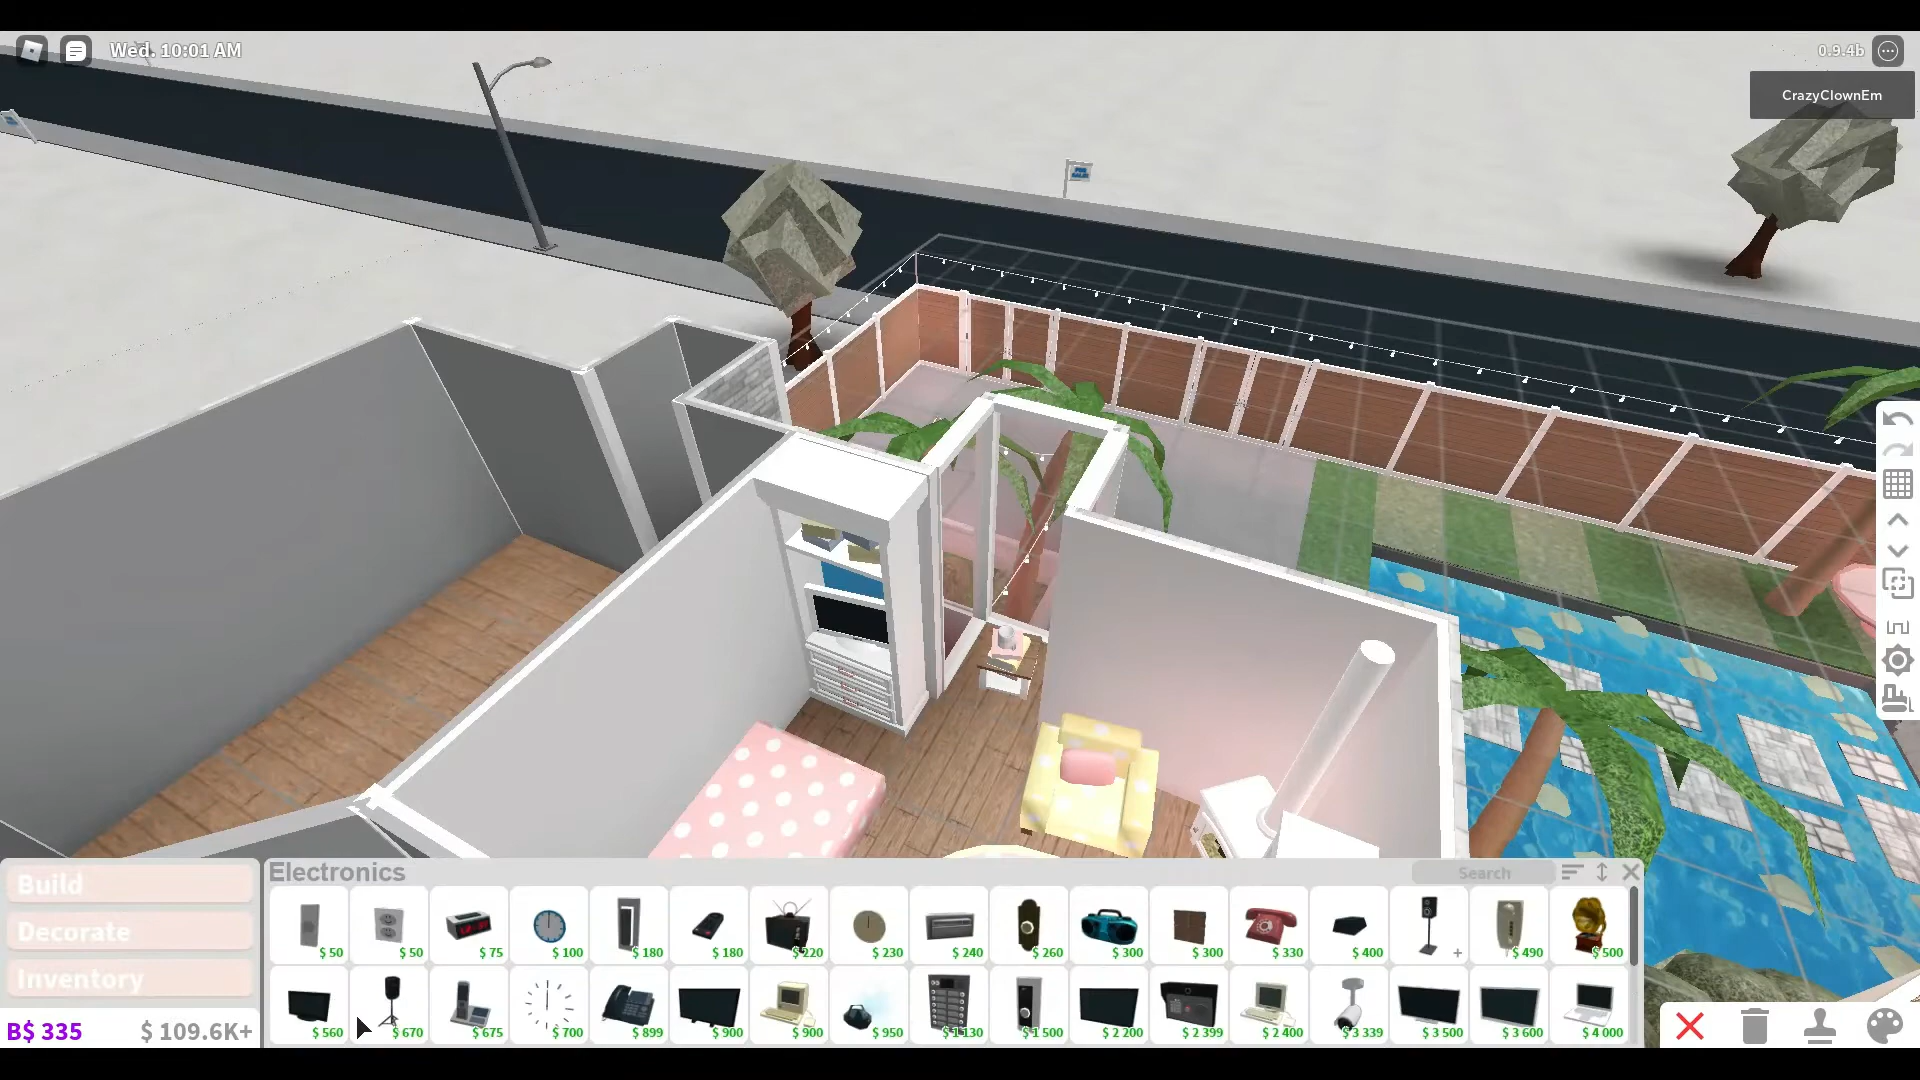 Wed. 10:01 AM
0.9.4b
CrazyClownEm
Build
Decorate
Inventory
B$ 335
$ 109.6K+
Electronics
Search
$ 50
$ 50
$ 75
$ 100
$ 180
$ 180
$ 220
$ 230
$ 240
$ 260
$ 300
$ 300
$ 330
$ 400
+
$ 490
$ 500
$ 560
$ 670
$ 675
$ 700
$ 899
$ 900
$ 900
$ 950
$ 1 130
$ 1 500
$ 2 200
$ 2 399
$ 2 400
$ 3 339
$ 3 500
$ 3 600
$ 4 000